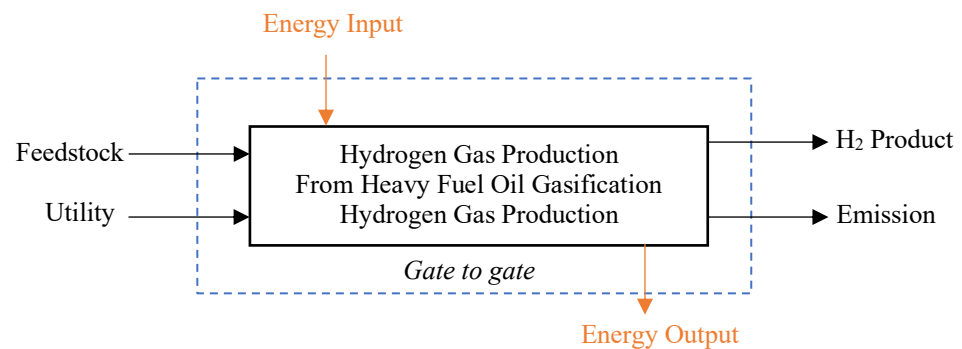 Energy Input
Feedstock
Utility
Hydrogen Gas Production
From Heavy Fuel Oil Gasification
Hydrogen Gas Production
H₂ Product
Emission
Gate to gate
Energy Output